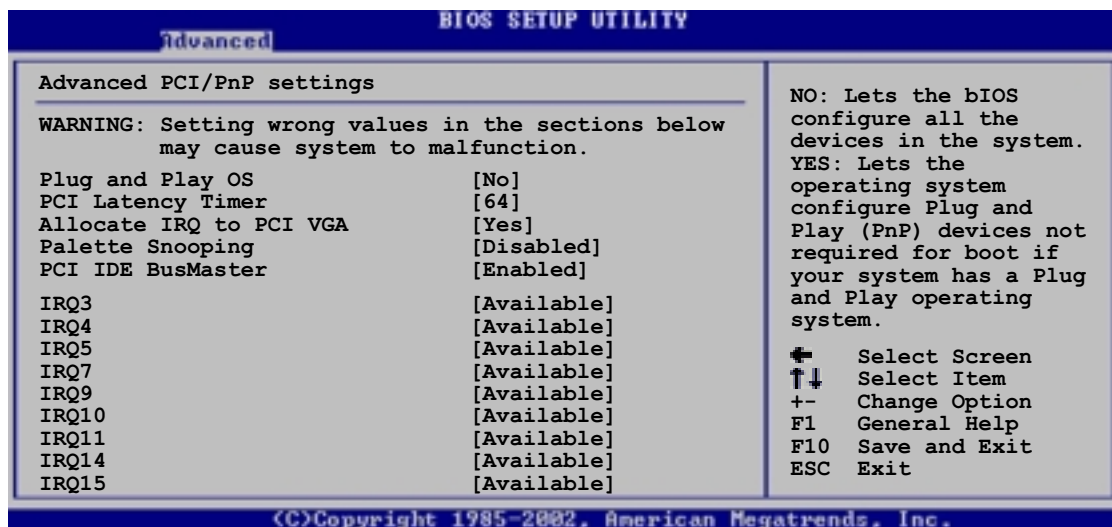 BIOS SETUP UTILITY
Advanced
Advanced PCI/PnP settings
WARNING: Setting wrong values in the sections below
may cause system to malfunction.
Plug and Play OS [No]
PCI Latency Timer [64]
Allocate IRQ to PCI VGA [Yes]
Palette Snooping [Disabled]
PCI IDE BusMaster [Enabled]
IRQ3 [Available]
IRQ4 [Available]
IRQ5 [Available]
IRQ7 [Available]
IRQ9 [Available]
IRQ10 [Available]
IRQ11 [Available]
IRQ14 [Available]
IRQ15 [Available]
NO: Lets the bIOS
configure all the
devices in the system.
YES: Lets the
operating system
configure Plug and
Play (PnP) devices not
required for boot if
your system has a Plug
and Play operating
system.
← Select Screen
↑↓ Select Item
+- Change Option
F1 General Help
F10 Save and Exit
ESC Exit
(C)Copyright 1985-2002, American Megatrends, Inc.